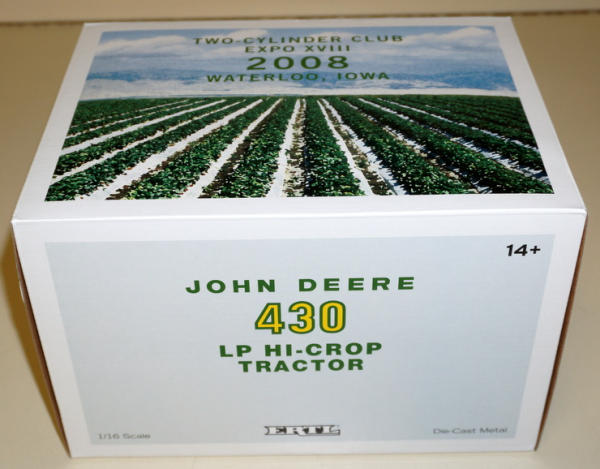 TWO-CYLINDER CLUB
EXPO XVIII
2008
WATERLOO, IOWA
14+
JOHN DEERE
430
LP HI-CROP
TRACTOR
1/16 Scale
ERTL
Die-Cast Metal